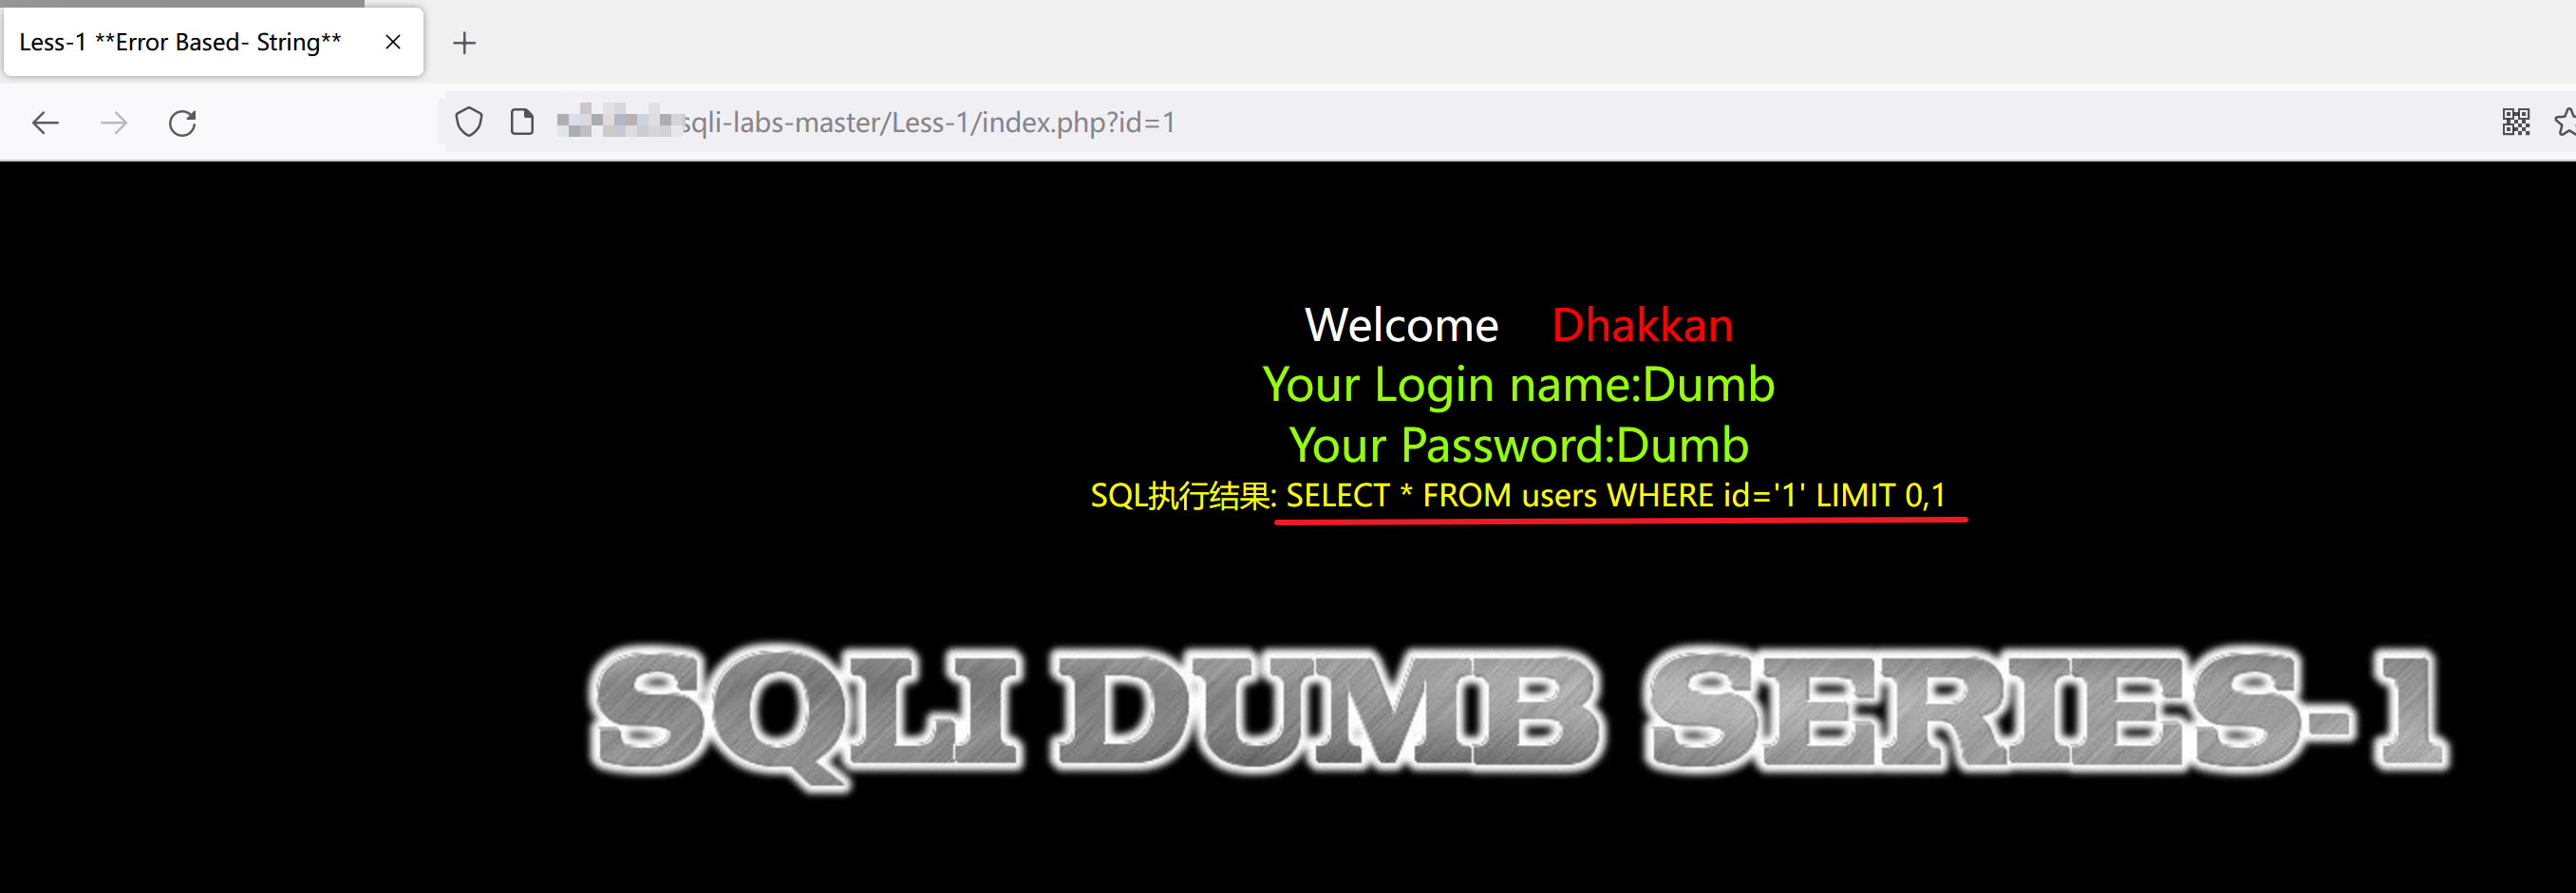 Less-1 **Error Based- String**
sqli-labs-master/Less-1/index.php?id=1
Welcome Dhakkan
Your Login name:Dumb
Your Password:Dumb
SQL执行结果: SELECT * FROM users WHERE id='1' LIMIT 0,1
SQLI DUMB SERIES-1